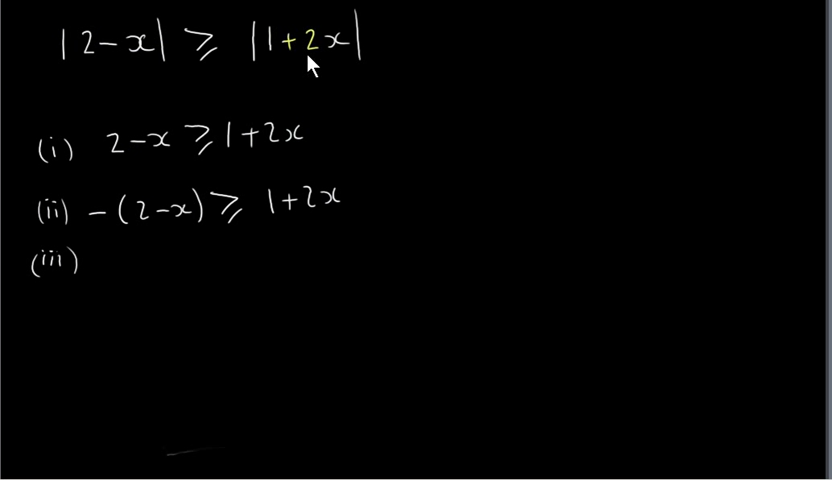 |2-x| ⩾ |1+2x|
(i) 2-x ⩾ 1+2x
(ii) -(2-x) ⩾ 1+2x
(iii)